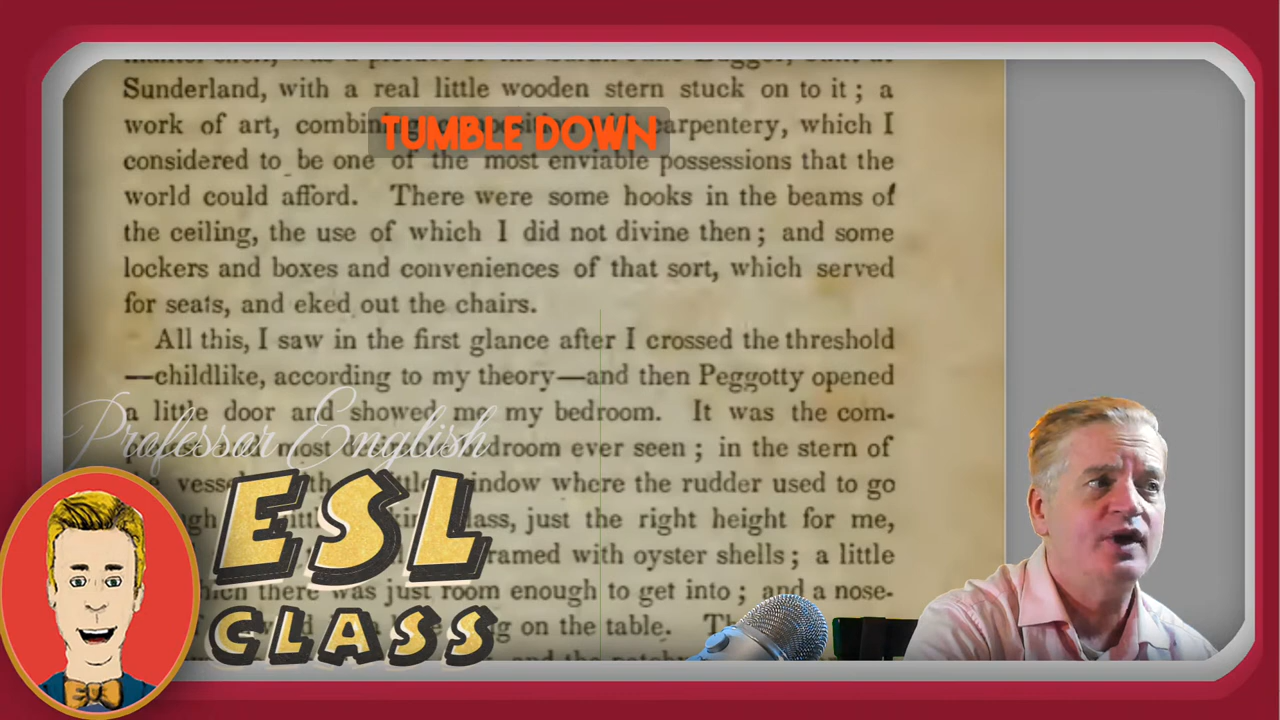 Sunderland, with a real little wooden stern stuck on to it; a
work of art, combining carpentry, which I
TUMBLE DOWN
considered to be one of the most enviable possessions that the
world could afford. There were some hooks in the beams of
the ceiling, the use of which I did not divine then; and some
lockers and boxes and conveniences of that sort, which served
for seats, and eked out the chairs.
All this, I saw in the first glance after I crossed the threshold
—childlike, according to my theory—and then Peggotty opened
a little door and showed me my bedroom. It was the com-
most bedroom ever seen; in the stern of
vessel window where the rudder used to go
glass, just the right height for me,
framed with oyster shells; a little
which there was just room enough to get into; and a nose-
on the table.
Professor English
ESL
CLASS